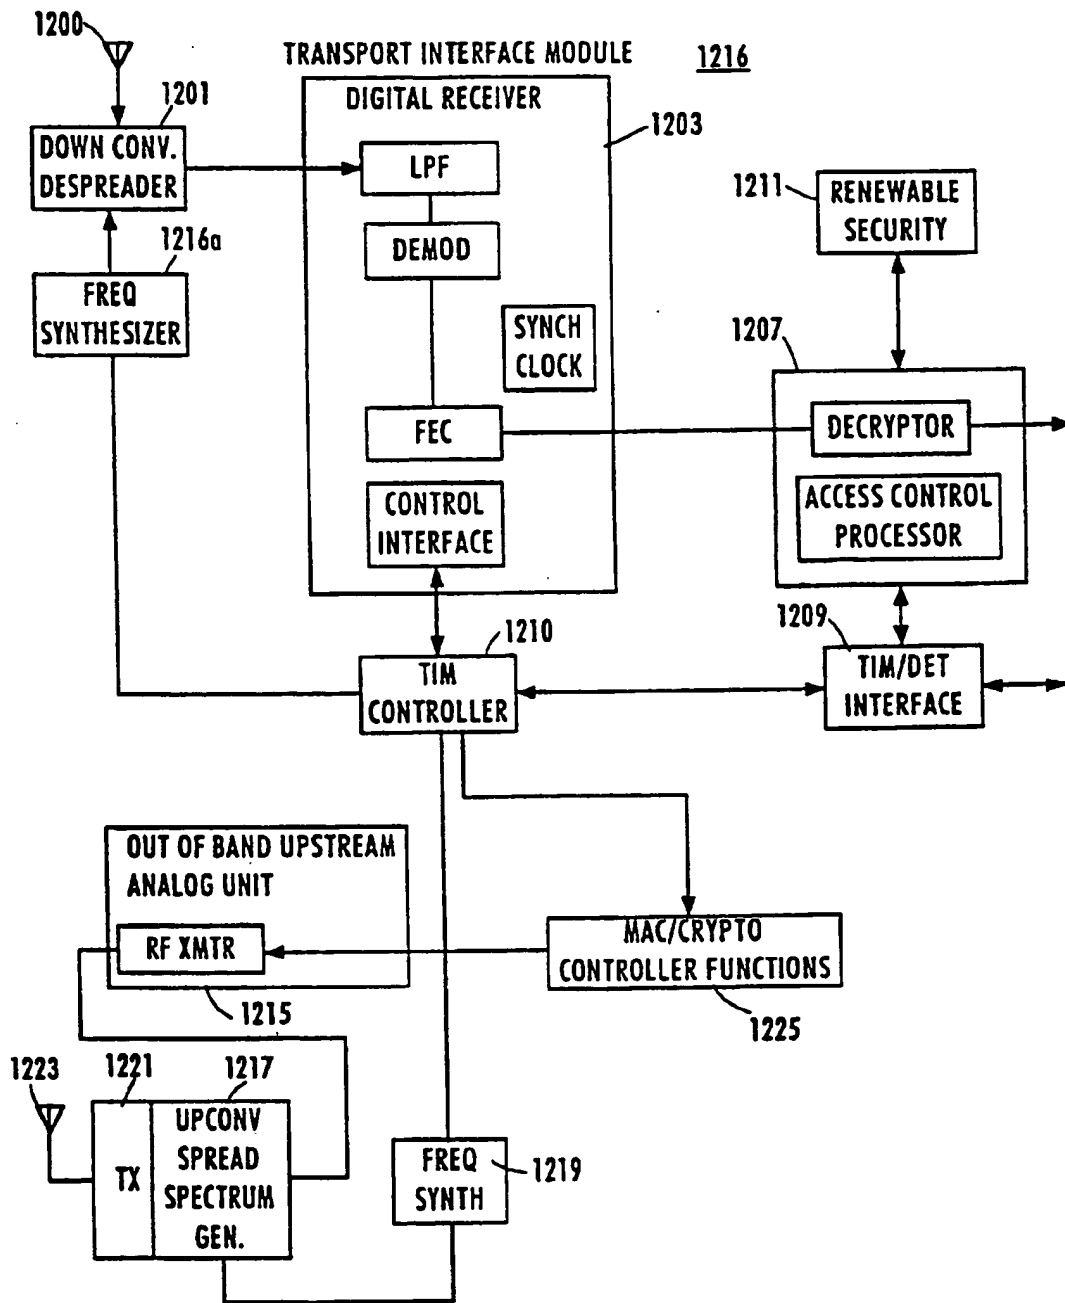 1200
TRANSPORT INTERFACE MODULE
1216
1201
DIGITAL RECEIVER
1203
DOWN CONV.
DESPREADER
LPF
1211
RENEWABLE
SECURITY
1216a
DEMOD
FREQ
SYNTHESIZER
SYNCH
CLOCK
1207
FEC
DECRYPTOR
CONTROL
INTERFACE
ACCESS CONTROL
PROCESSOR
1210
1209
TIM
CONTROLLER
TIM/DET
INTERFACE
OUT OF BAND UPSTREAM
ANALOG UNIT
RF XMTR
MAC/CRYPTO
CONTROLLER FUNCTIONS
1215
1225
1223
1221
1217
TX
UPCONV
SPREAD
SPECTRUM
GEN.
FREQ
SYNTH
1219